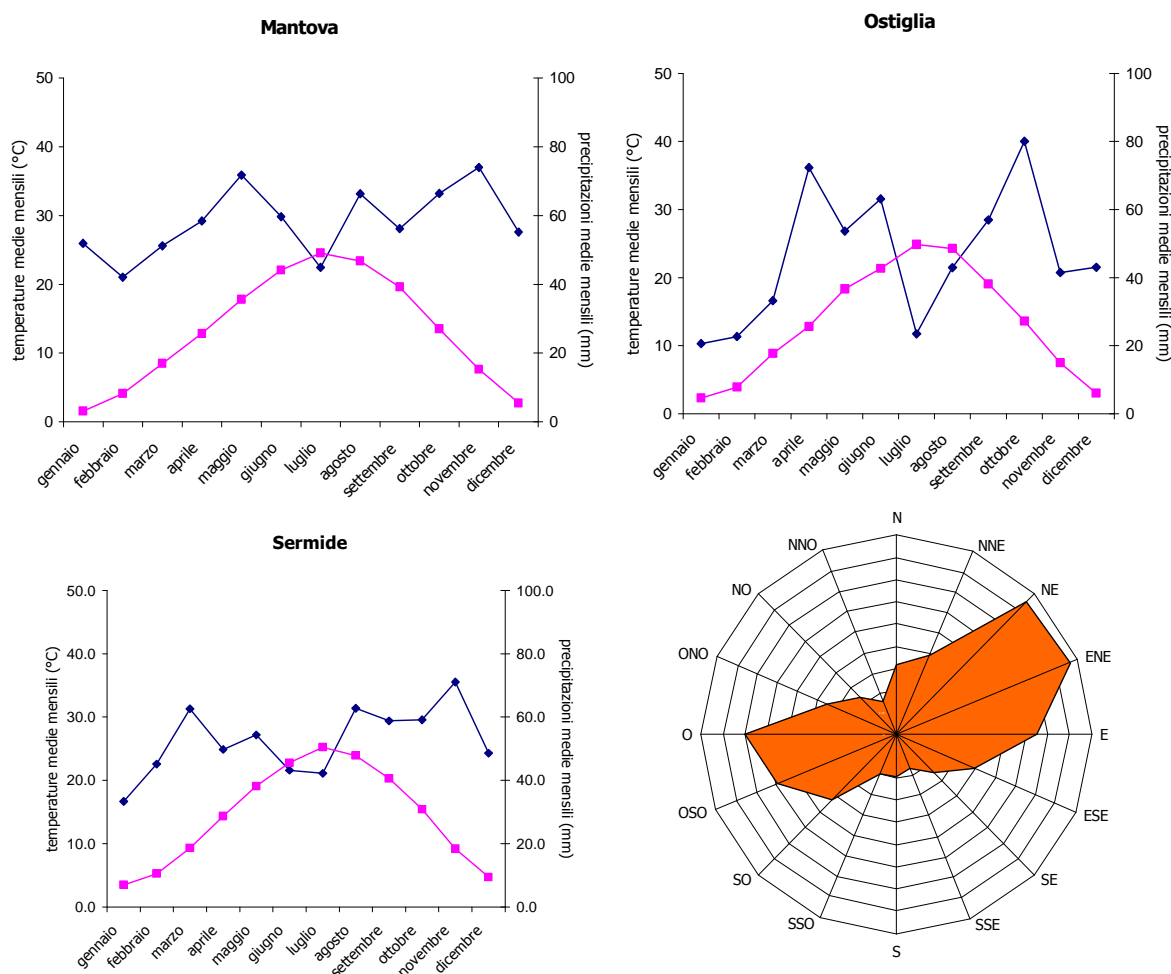 Mantova
temperature medie mensili (°C)
50
40
30
20
10
0
100
80
60
40
20
0
precipitazioni medie mensili (mm)
gennaio
febbraio
marzo
aprile
maggio
giugno
luglio
agosto
settembre
ottobre
novembre
dicembre
Ostiglia
temperature medie mensili (°C)
50
40
30
20
10
0
100
80
60
40
20
0
precipitazioni medie mensili (mm)
gennaio
febbraio
marzo
aprile
maggio
giugno
luglio
agosto
settembre
ottobre
novembre
dicembre
Sermide
temperature medie mensili (°C)
50.0
40.0
30.0
20.0
10.0
0.0
100.0
80.0
60.0
40.0
20.0
0.0
precipitazioni medie mensili (mm)
gennaio
febbraio
marzo
aprile
maggio
giugno
luglio
agosto
settembre
ottobre
novembre
dicembre
N
NNE
NE
ENE
E
ESE
SE
SSE
S
SSO
SO
OSO
O
ONO
NO
NNO